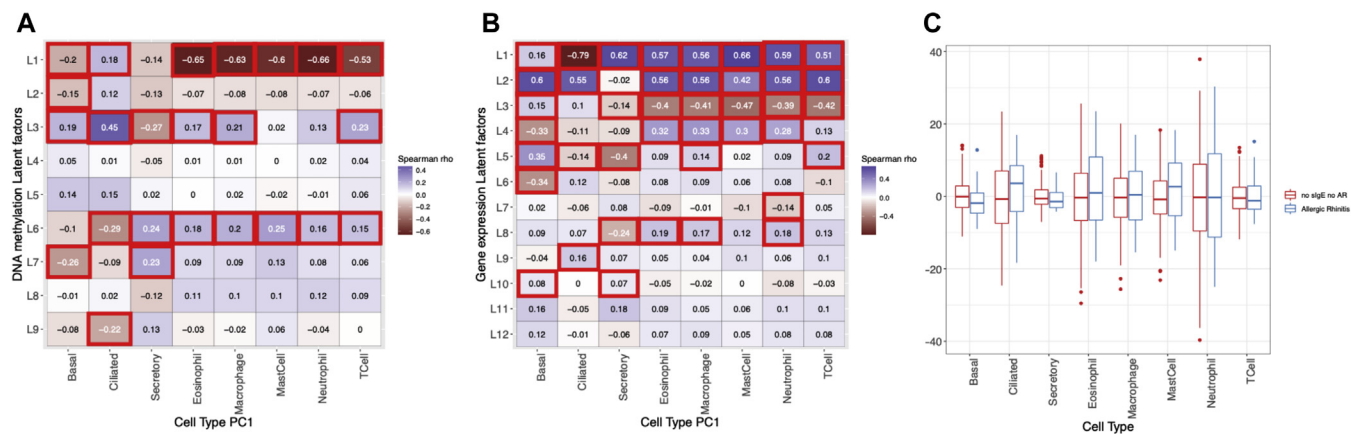 A
DNA methylation Latent factors
L1 −0.2 0.18 −0.14 −0.65 −0.63 −0.6 −0.66 −0.53
L2 −0.15 0.12 −0.13 −0.07 −0.08 −0.08 −0.07 −0.06
L3 0.19 0.45 −0.27 0.17 0.21 0.02 0.13 0.23
L4 0.05 0.01 −0.05 0.01 0.01 0 0.02 0.04
L5 0.14 0.15 0.02 0 0.01 −0.02 −0.01 0.06
L6 −0.1 −0.29 0.24 0.18 0.2 0.25 0.16 0.15
L7 −0.26 −0.09 0.23 0.09 0.09 0.13 0.08 0.06
L8 −0.01 0.02 −0.12 0.11 0.1 0.1 0.12 0.09
L9 −0.08 −0.22 0.13 −0.03 −0.02 0.06 −0.04 0
Basal Ciliated Secretory Eosinophil Macrophage MastCell Neutrophil TCell
Cell Type PC1
Spearman rho
0.4
0.2
0.0
−0.2
−0.4
−0.6
B
Gene expression Latent factors
L1 0.16 −0.79 0.62 0.57 0.56 0.66 0.59 0.51
L2 0.6 0.55 −0.02 0.56 0.56 0.42 0.56 0.6
L3 0.15 0.1 −0.14 −0.4 −0.41 −0.47 −0.39 −0.42
L4 −0.33 −0.11 −0.09 0.32 0.33 0.3 0.28 0.13
L5 0.35 −0.14 −0.4 0.09 0.14 0.02 0.09 0.2
L6 −0.34 0.12 −0.08 0.08 0.09 0.08 0.06 −0.1
L7 0.02 −0.06 0.08 −0.09 −0.01 −0.1 −0.14 0.05
L8 0.09 0.07 −0.24 0.19 0.17 0.12 0.18 0.13
L9 −0.04 0.16 0.07 0.05 0.04 0.1 0.06 0.1
L10 0.08 0 0.07 −0.05 −0.02 0 −0.08 −0.03
L11 0.16 −0.05 0.18 0.09 0.06 0.05 0.1 0.1
L12 0.12 −0.01 −0.06 0.07 0.09 0.05 0.08 0.08
Basal Ciliated Secretory Eosinophil Macrophage MastCell Neutrophil TCell
Cell Type PC1
Spearman rho
0.4
0.0
−0.4
C
40
20
0
−20
−40
Basal Ciliated Secretory Eosinophil Macrophage MastCell Neutrophil TCell
Cell Type
no sIgE no AR
Allergic Rhinitis